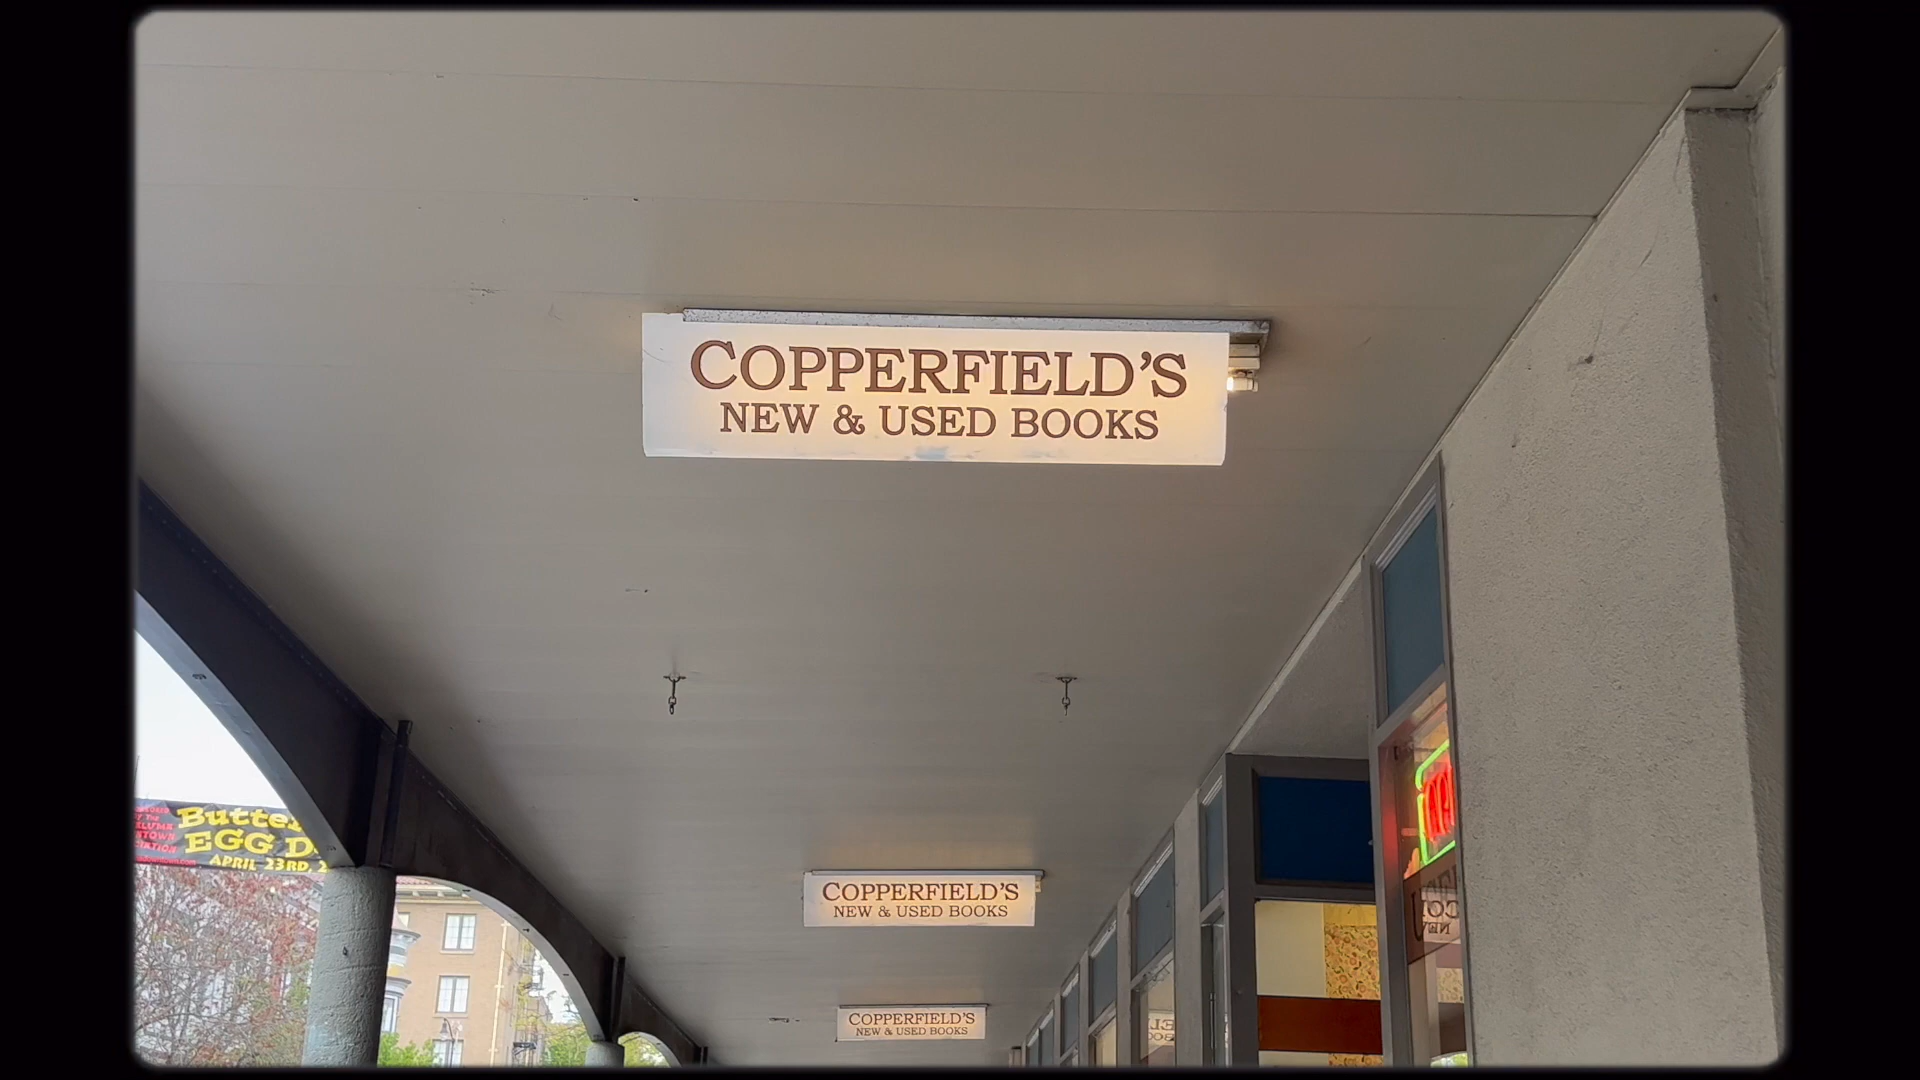 COPPERFIELD'S
NEW & USED BOOKS
COPPERFIELD'S
NEW & USED BOOKS
COPPERFIELD'S
NEW & USED BOOKS
EGG
APRIL 23RD,